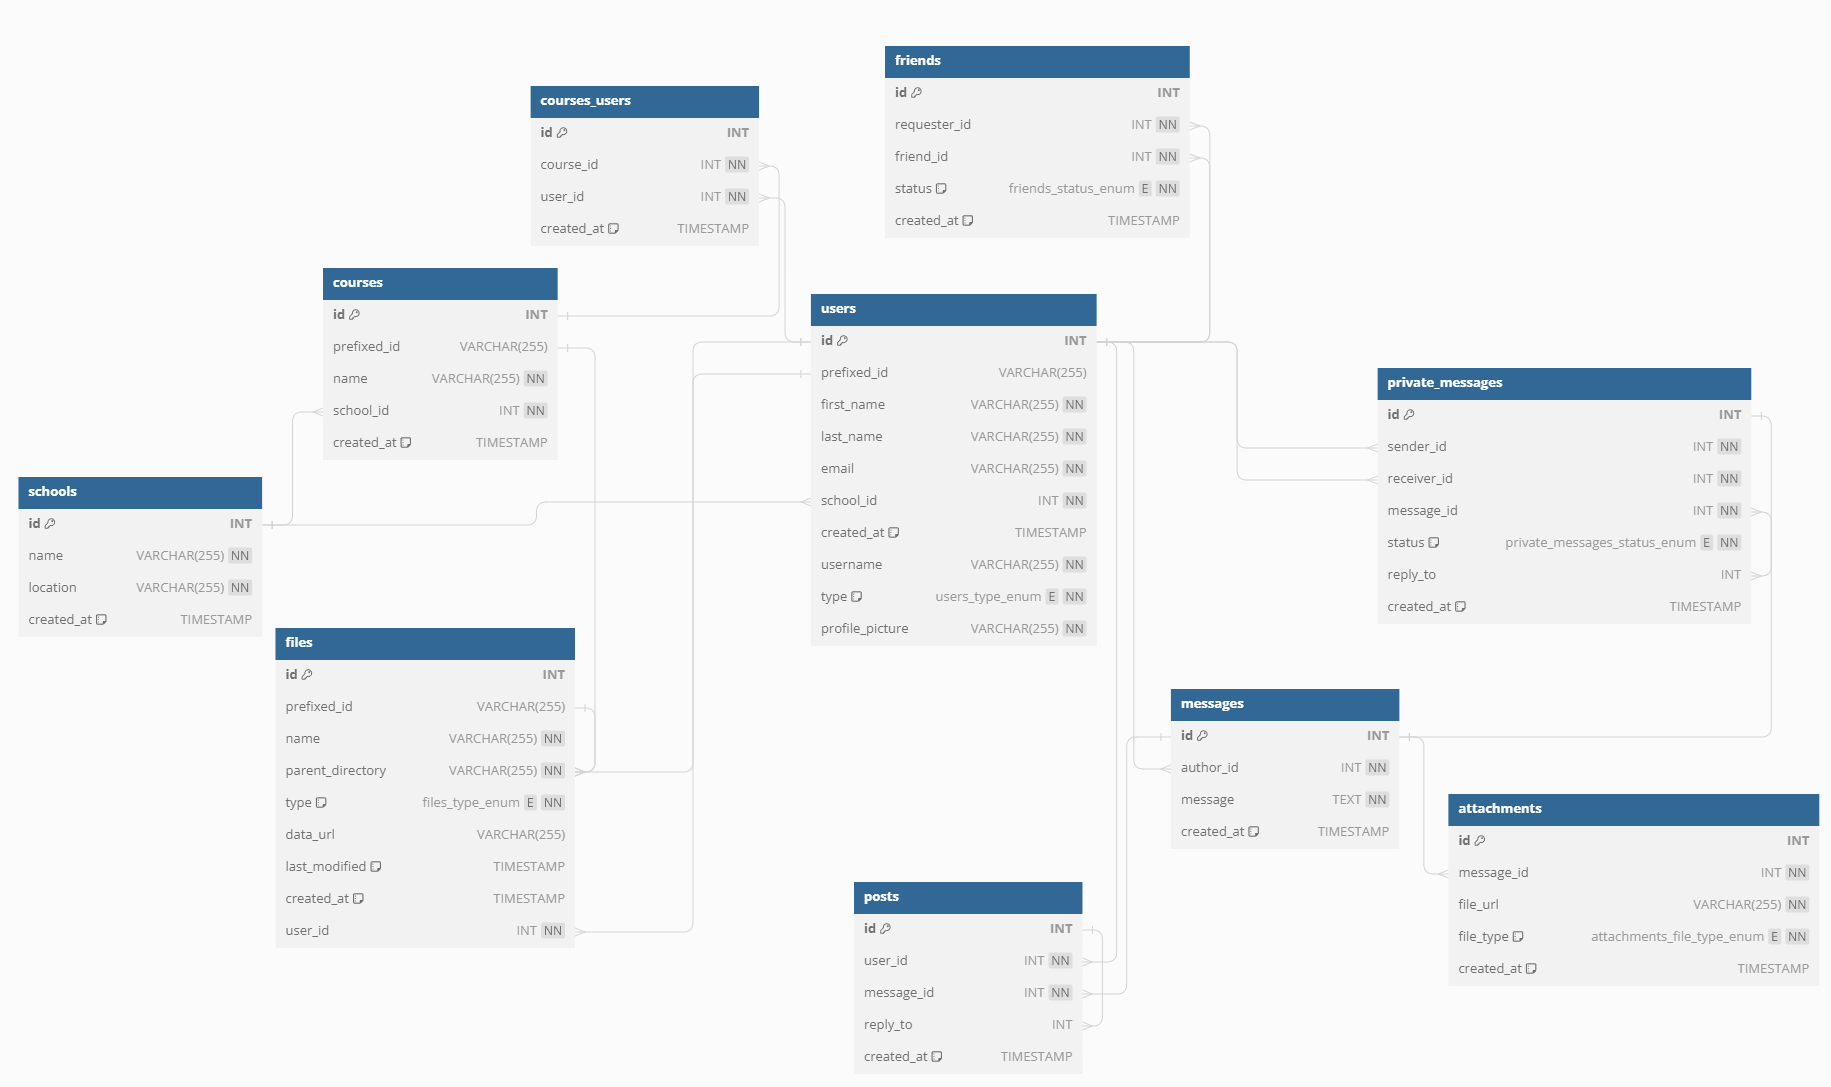 friends
id INT
requester_id INT NN
friend_id INT NN
status friends_status_enum E NN
created_at TIMESTAMP
courses_users
id INT
course_id INT NN
user_id INT NN
created_at TIMESTAMP
courses
id INT
prefixed_id VARCHAR(255)
name VARCHAR(255) NN
school_id INT NN
created_at TIMESTAMP
users
id INT
prefixed_id VARCHAR(255)
first_name VARCHAR(255) NN
last_name VARCHAR(255) NN
email VARCHAR(255) NN
school_id INT NN
created_at TIMESTAMP
username VARCHAR(255) NN
type users_type_enum E NN
profile_picture VARCHAR(255) NN
private_messages
id INT
sender_id INT NN
receiver_id INT NN
message_id INT NN
status private_messages_status_enum E NN
reply_to INT
created_at TIMESTAMP
schools
id INT
name VARCHAR(255) NN
location VARCHAR(255) NN
created_at TIMESTAMP
files
id INT
prefixed_id VARCHAR(255)
name VARCHAR(255) NN
parent_directory VARCHAR(255) NN
type files_type_enum E NN
data_url VARCHAR(255)
last_modified TIMESTAMP
created_at TIMESTAMP
user_id INT NN
messages
id INT
author_id INT NN
message TEXT NN
created_at TIMESTAMP
attachments
id INT
message_id INT NN
file_url VARCHAR(255) NN
file_type attachments_file_type_enum E NN
created_at TIMESTAMP
posts
id INT
user_id INT NN
message_id INT NN
reply_to INT
created_at TIMESTAMP